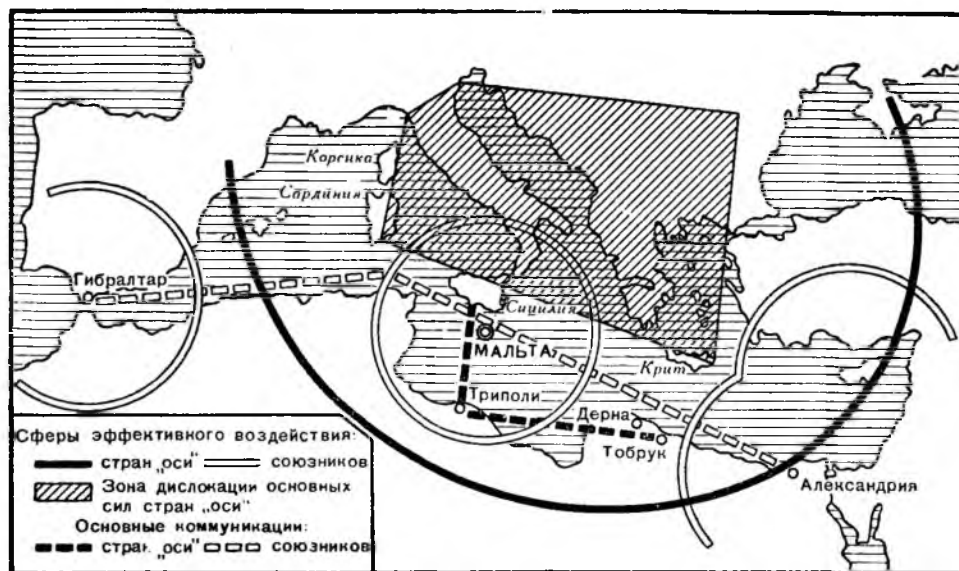 Корсика
Сардиния
Гибралтар
Сицилия
МАЛЬТА
Крит
Триполи
Дерна
Тобрук
Александрия
Сферы эффективного воздействия:
стран „оси" союзников
Зона дислокации основных
сил стран „оси"
Основные коммуникации:
стран „оси" союзников